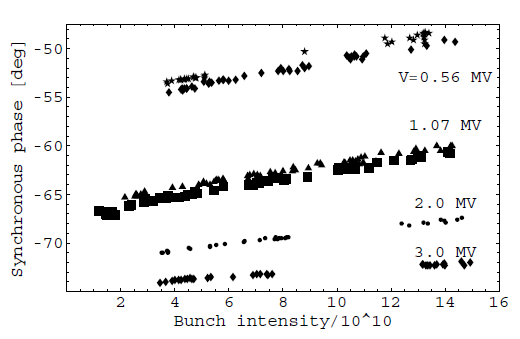 -50
V=0.56 MV
-55
1.07 MV
-60
-65
2.0 MV
-70
3.0 MV
Synchronous phase [deg]
2 4 6 8 10 12 14 16
Bunch intensity/10^10